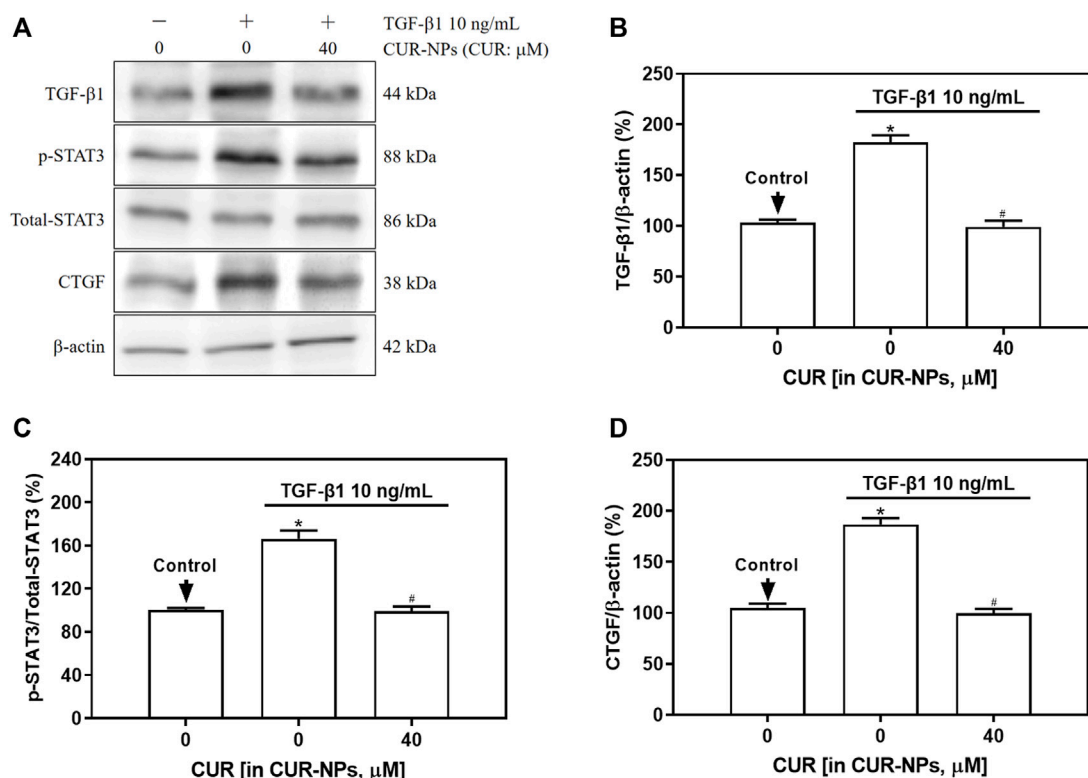 A
− + + TGF-β1 10 ng/mL
0 0 40 CUR-NPs (CUR: μM)
TGF-β1 44 kDa
p-STAT3 88 kDa
Total-STAT3 86 kDa
CTGF 38 kDa
β-actin 42 kDa
B
TGF-β1/β-actin (%)
250
200
150
100
50
0
TGF-β1 10 ng/mL
Control
*
#
0 0 40
CUR [in CUR-NPs, μM]
C
p-STAT3/Total-STAT3 (%)
240
200
160
120
80
40
0
TGF-β1 10 ng/mL
Control
*
#
0 0 40
CUR [in CUR-NPs, μM]
D
CTGF/β-actin (%)
250
200
150
100
50
0
TGF-β1 10 ng/mL
Control
*
#
0 0 40
CUR [in CUR-NPs, μM]